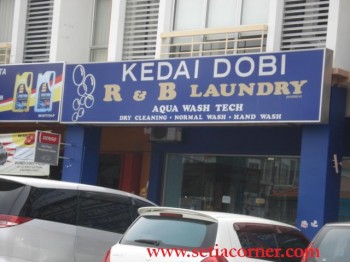 KEDAI DOBI
R & B LAUNDRY
AQUA WASH TECH
DRY CLEANING • NORMAL WASH • HAND WASH
www.setiacorner.com